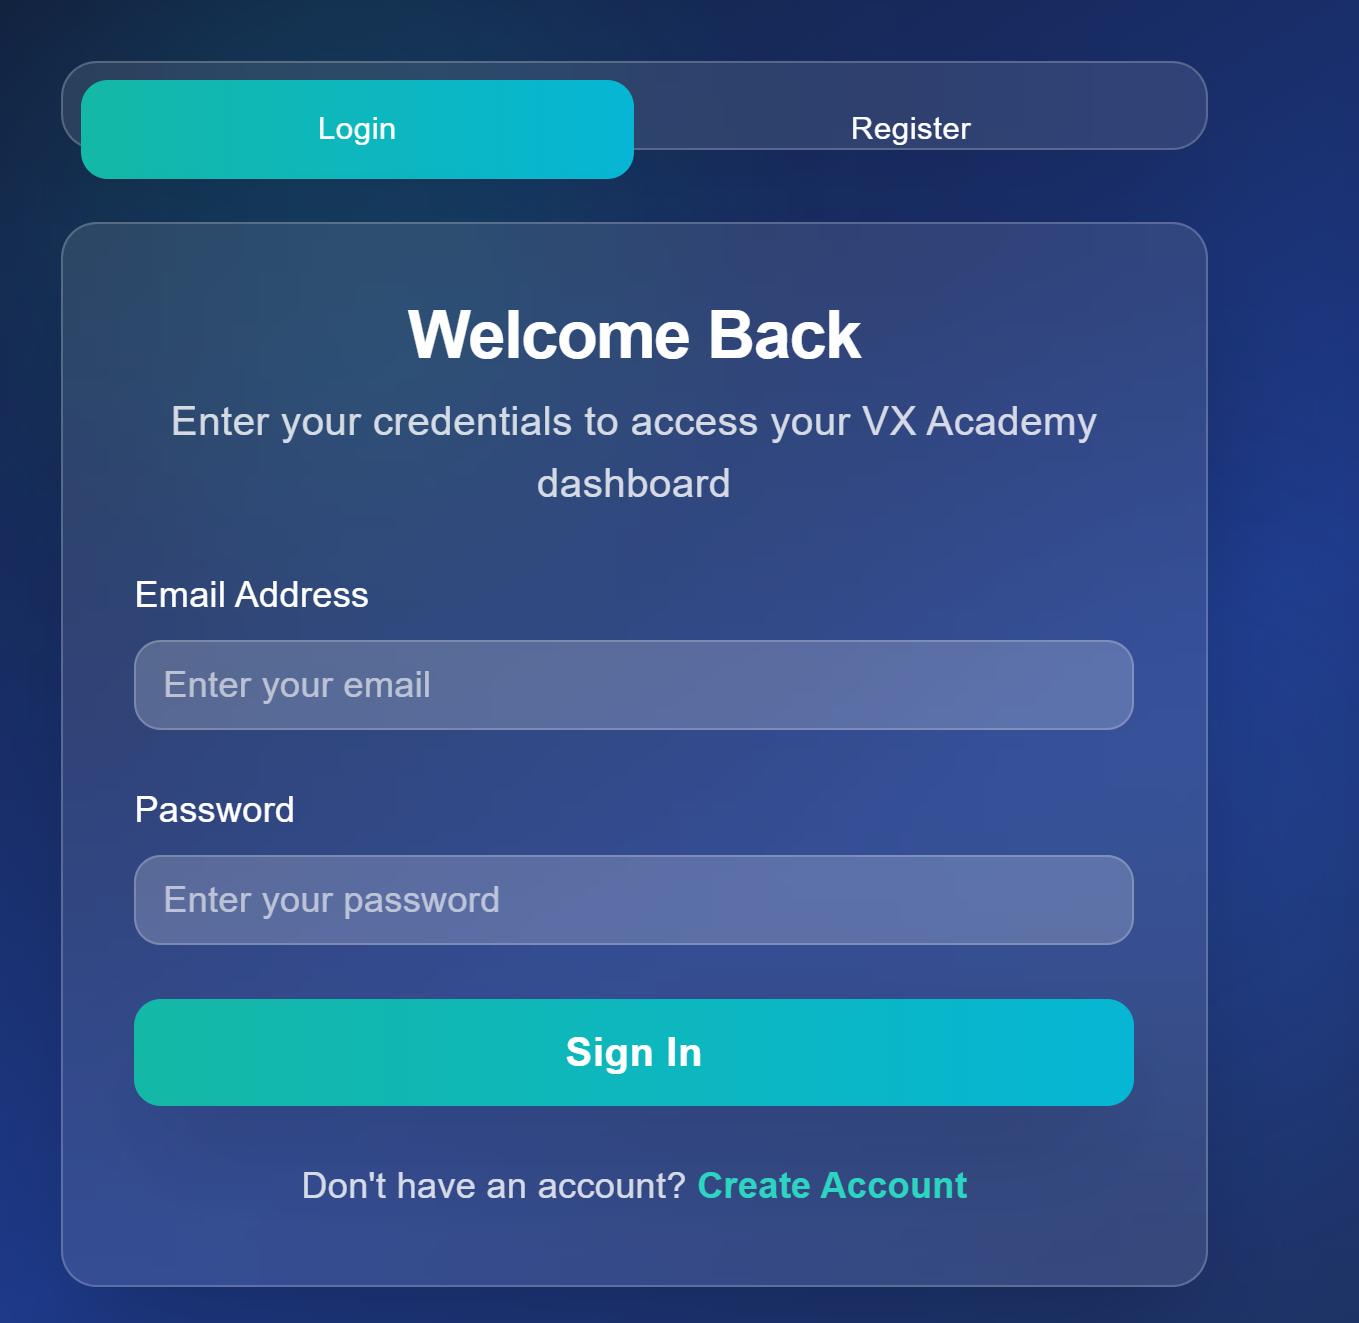 Login
Register
Welcome Back
Enter your credentials to access your VX Academy
dashboard
Email Address
Enter your email
Password
Enter your password
Sign In
Don't have an account? Create Account